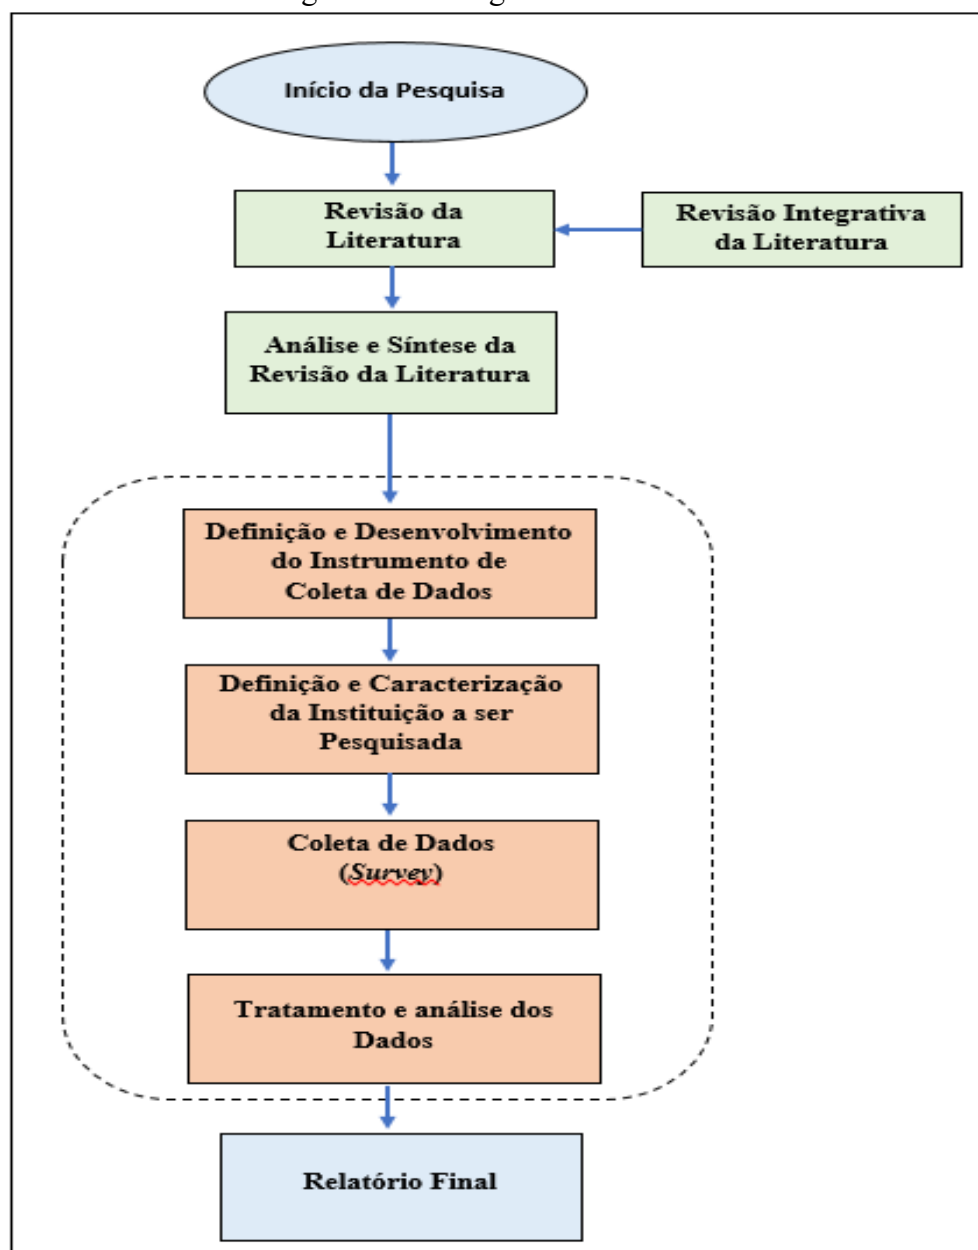 Início da Pesquisa
Revisão da
Literatura
Revisão Integrativa
da Literatura
Análise e Síntese da
Revisão da Literatura
Definição e Desenvolvimento
do Instrumento de
Coleta de Dados
Definição e Caracterização
da Instituição a ser
Pesquisada
Coleta de Dados
(Survey)
Tratamento e análise dos
Dados
Relatório Final